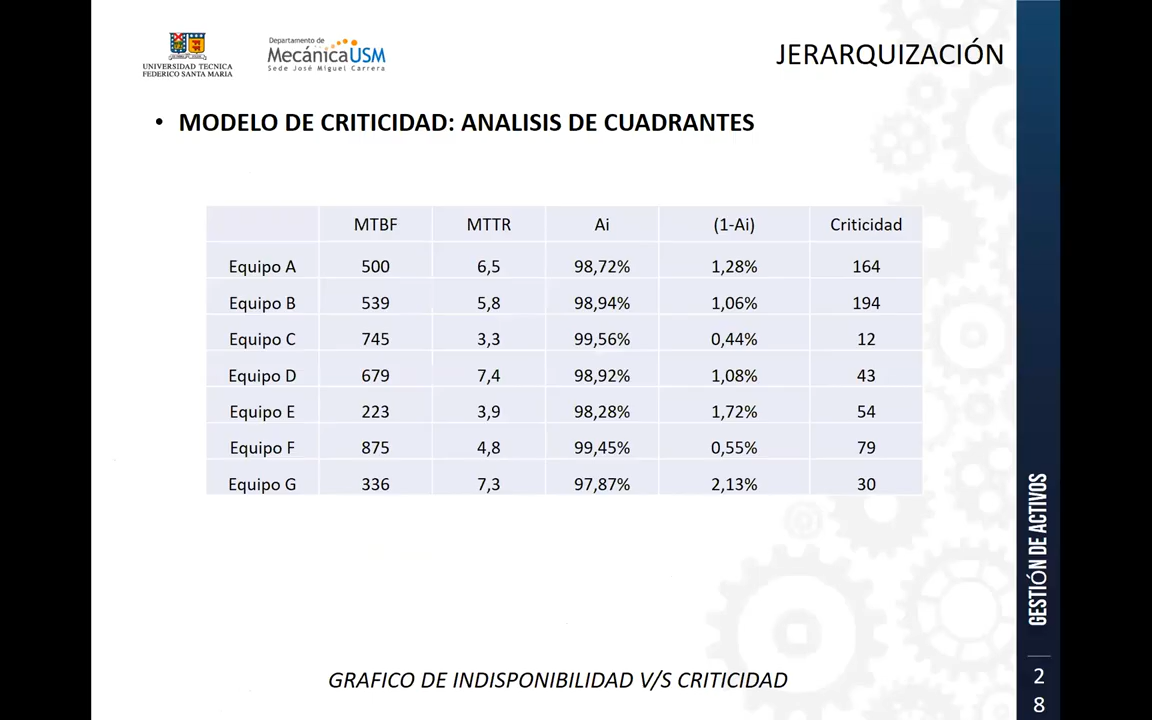 UNIVERSIDAD TECNICA
FEDERICO SANTA MARIA
Departamento de
MecánicaUSM
Sede José Miguel Carrera
JERARQUIZACIÓN
• MODELO DE CRITICIDAD: ANALISIS DE CUADRANTES
MTBF MTTR Ai (1-Ai) Criticidad
Equipo A 500 6,5 98,72% 1,28% 164
Equipo B 539 5,8 98,94% 1,06% 194
Equipo C 745 3,3 99,56% 0,44% 12
Equipo D 679 7,4 98,92% 1,08% 43
Equipo E 223 3,9 98,28% 1,72% 54
Equipo F 875 4,8 99,45% 0,55% 79
Equipo G 336 7,3 97,87% 2,13% 30
GRAFICO DE INDISPONIBILIDAD V/S CRITICIDAD
GESTIÓN DE ACTIVOS
2
8